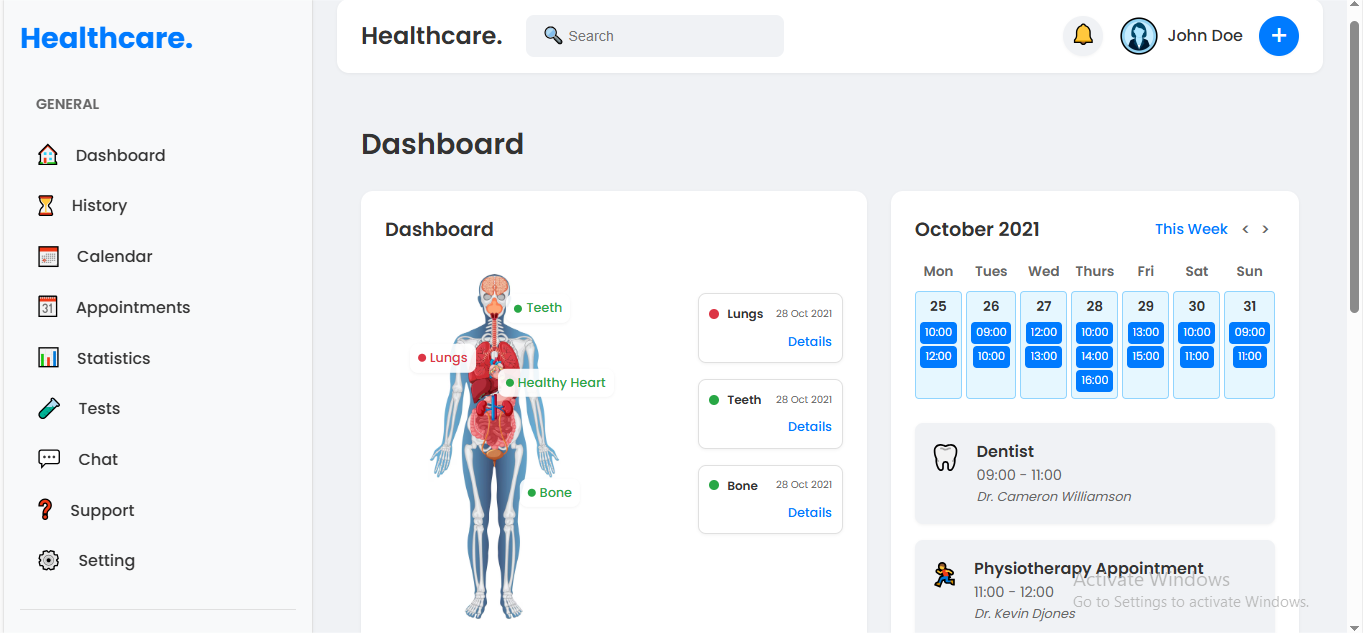 Healthcare.
GENERAL
Dashboard
History
Calendar
31
Appointments
Statistics
Tests
Chat
Support
Setting
Healthcare.
Search
John Doe
+
Dashboard
Dashboard
Teeth
Lungs
Healthy Heart
Bone
Lungs 28 Oct 2021
Details
Teeth 28 Oct 2021
Details
Bone 28 Oct 2021
Details
October 2021 This Week < >
Mon Tues Wed Thurs Fri Sat Sun
25 26 27 28 29 30 31
10:00 09:00 12:00 10:00 13:00 10:00 09:00
12:00 10:00 13:00 14:00 15:00 11:00 11:00
16:00
Dentist
09:00 - 11:00
Dr. Cameron Williamson
Physiotherapy Appointment
11:00 - 12:00
Dr. Kevin Djones
Activate Windows
Go to Settings to activate Windows.